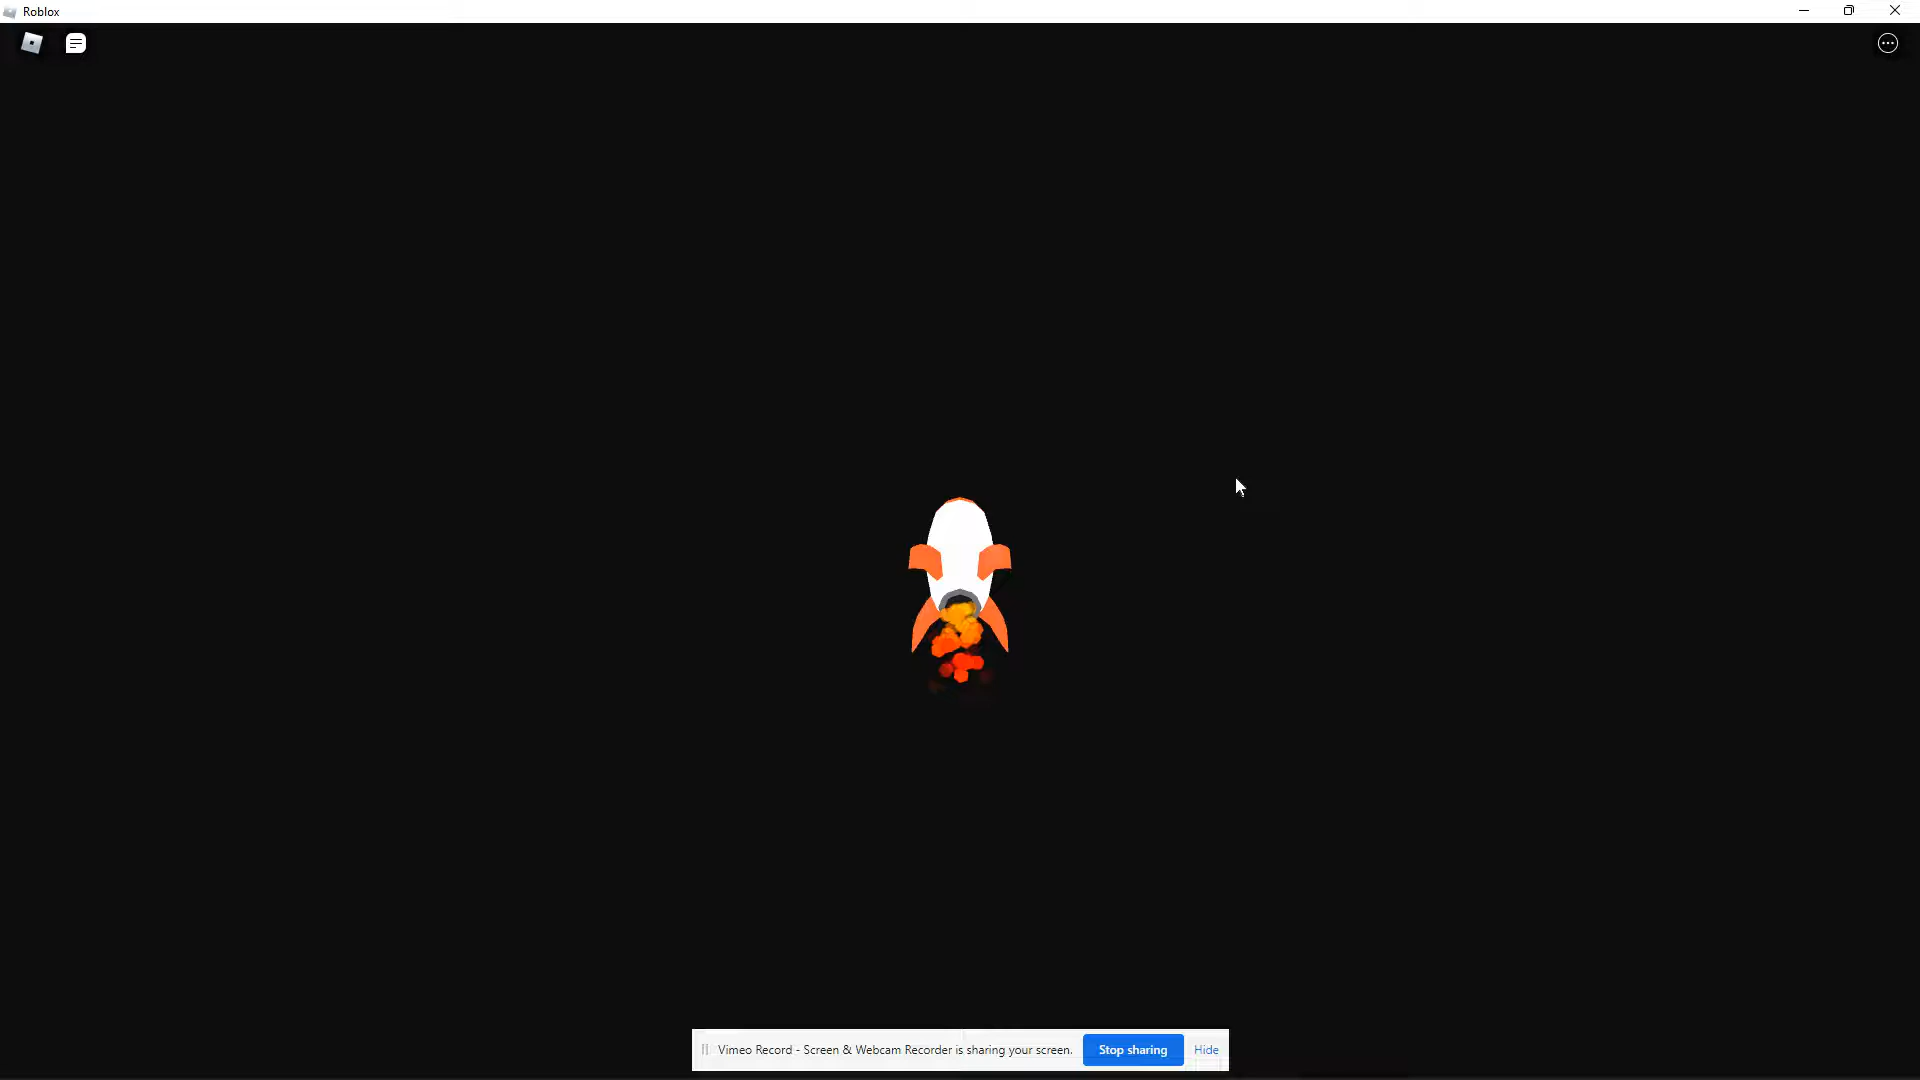 Roblox
Vimeo Record - Screen & Webcam Recorder is sharing your screen.
Stop sharing
Hide